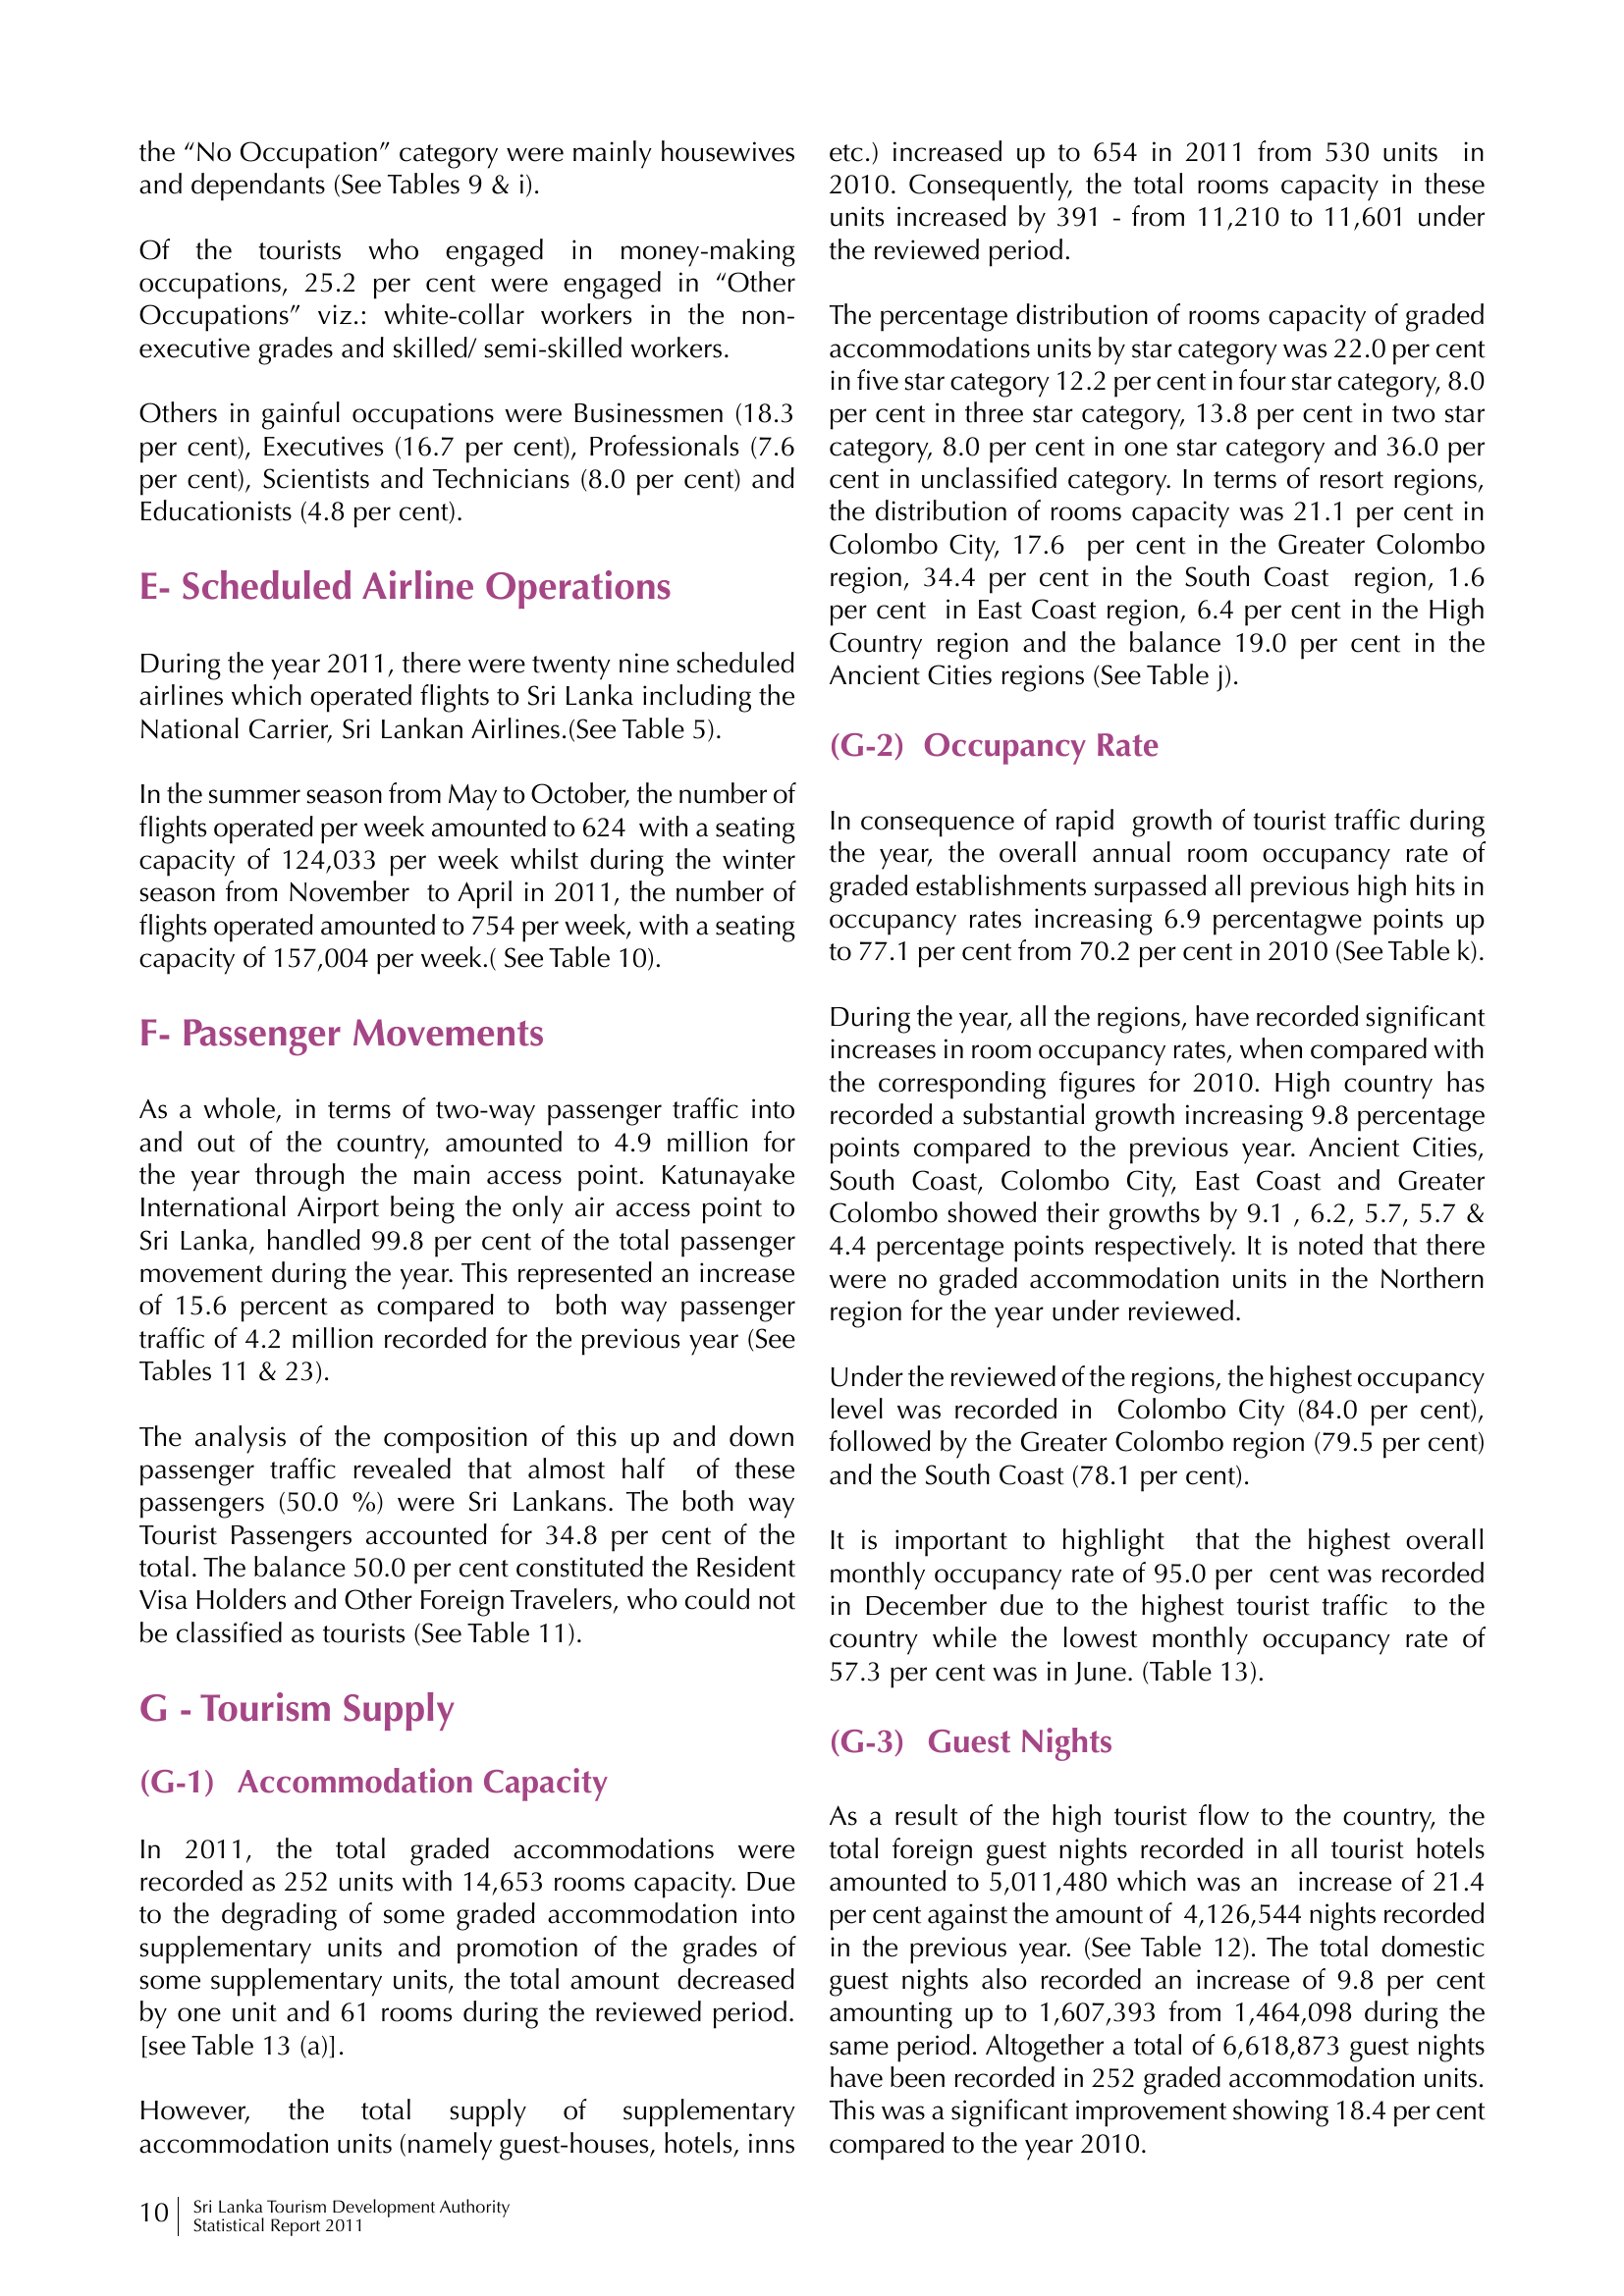 the “No Occupation” category were mainly housewives
and dependants (See Tables 9 & i).
Of the tourists who engaged in money-making
occupations, 25.2 per cent were engaged in “Other
Occupations” viz.: white-collar workers in the non-
executive grades and skilled/ semi-skilled workers.
Others in gainful occupations were Businessmen (18.3
per cent), Executives (16.7 per cent), Professionals (7.6
per cent), Scientists and Technicians (8.0 per cent) and
Educationists (4.8 per cent).
E- Scheduled Airline Operations
During the year 2011, there were twenty nine scheduled
airlines which operated flights to Sri Lanka including the
National Carrier, Sri Lankan Airlines.(See Table 5).
In the summer season from May to October, the number of
flights operated per week amounted to 624 with a seating
capacity of 124,033 per week whilst during the winter
season from November to April in 2011, the number of
flights operated amounted to 754 per week, with a seating
capacity of 157,004 per week.( See Table 10).
F- Passenger Movements
As a whole, in terms of two-way passenger traffic into
and out of the country, amounted to 4.9 million for
the year through the main access point. Katunayake
International Airport being the only air access point to
Sri Lanka, handled 99.8 per cent of the total passenger
movement during the year. This represented an increase
of 15.6 percent as compared to both way passenger
traffic of 4.2 million recorded for the previous year (See
Tables 11 & 23).
The analysis of the composition of this up and down
passenger traffic revealed that almost half of these
passengers (50.0 %) were Sri Lankans. The both way
Tourist Passengers accounted for 34.8 per cent of the
total. The balance 50.0 per cent constituted the Resident
Visa Holders and Other Foreign Travelers, who could not
be classified as tourists (See Table 11).
G - Tourism Supply
(G-1) Accommodation Capacity
In 2011, the total graded accommodations were
recorded as 252 units with 14,653 rooms capacity. Due
to the degrading of some graded accommodation into
supplementary units and promotion of the grades of
some supplementary units, the total amount decreased
by one unit and 61 rooms during the reviewed period.
[see Table 13 (a)].
However, the total supply of supplementary
accommodation units (namely guest-houses, hotels, inns
etc.) increased up to 654 in 2011 from 530 units in
2010. Consequently, the total rooms capacity in these
units increased by 391 - from 11,210 to 11,601 under
the reviewed period.
The percentage distribution of rooms capacity of graded
accommodations units by star category was 22.0 per cent
in five star category 12.2 per cent in four star category, 8.0
per cent in three star category, 13.8 per cent in two star
category, 8.0 per cent in one star category and 36.0 per
cent in unclassified category. In terms of resort regions,
the distribution of rooms capacity was 21.1 per cent in
Colombo City, 17.6 per cent in the Greater Colombo
region, 34.4 per cent in the South Coast region, 1.6
per cent in East Coast region, 6.4 per cent in the High
Country region and the balance 19.0 per cent in the
Ancient Cities regions (See Table j).
(G-2) Occupancy Rate
In consequence of rapid growth of tourist traffic during
the year, the overall annual room occupancy rate of
graded establishments surpassed all previous high hits in
occupancy rates increasing 6.9 percentagwe points up
to 77.1 per cent from 70.2 per cent in 2010 (See Table k).
During the year, all the regions, have recorded significant
increases in room occupancy rates, when compared with
the corresponding figures for 2010. High country has
recorded a substantial growth increasing 9.8 percentage
points compared to the previous year. Ancient Cities,
South Coast, Colombo City, East Coast and Greater
Colombo showed their growths by 9.1 , 6.2, 5.7, 5.7 &
4.4 percentage points respectively. It is noted that there
were no graded accommodation units in the Northern
region for the year under reviewed.
Under the reviewed of the regions, the highest occupancy
level was recorded in Colombo City (84.0 per cent),
followed by the Greater Colombo region (79.5 per cent)
and the South Coast (78.1 per cent).
It is important to highlight that the highest overall
monthly occupancy rate of 95.0 per cent was recorded
in December due to the highest tourist traffic to the
country while the lowest monthly occupancy rate of
57.3 per cent was in June. (Table 13).
(G-3) Guest Nights
As a result of the high tourist flow to the country, the
total foreign guest nights recorded in all tourist hotels
amounted to 5,011,480 which was an increase of 21.4
per cent against the amount of 4,126,544 nights recorded
in the previous year. (See Table 12). The total domestic
guest nights also recorded an increase of 9.8 per cent
amounting up to 1,607,393 from 1,464,098 during the
same period. Altogether a total of 6,618,873 guest nights
have been recorded in 252 graded accommodation units.
This was a significant improvement showing 18.4 per cent
compared to the year 2010.
10
Sri Lanka Tourism Development Authority
Statistical Report 2011